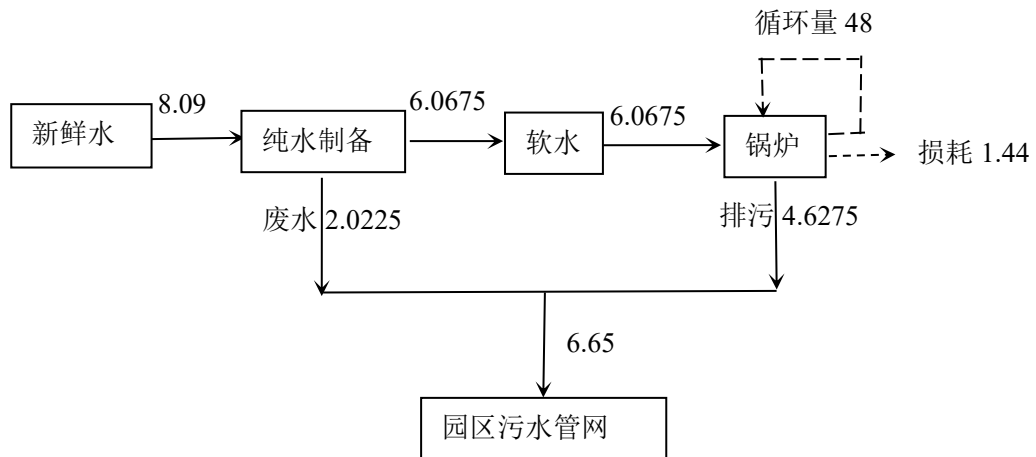 循环量 48
8.09
6.0675
6.0675
新鲜水
纯水制备
软水
锅炉
损耗 1.44
废水 2.0225
排污 4.6275
6.65
园区污水管网